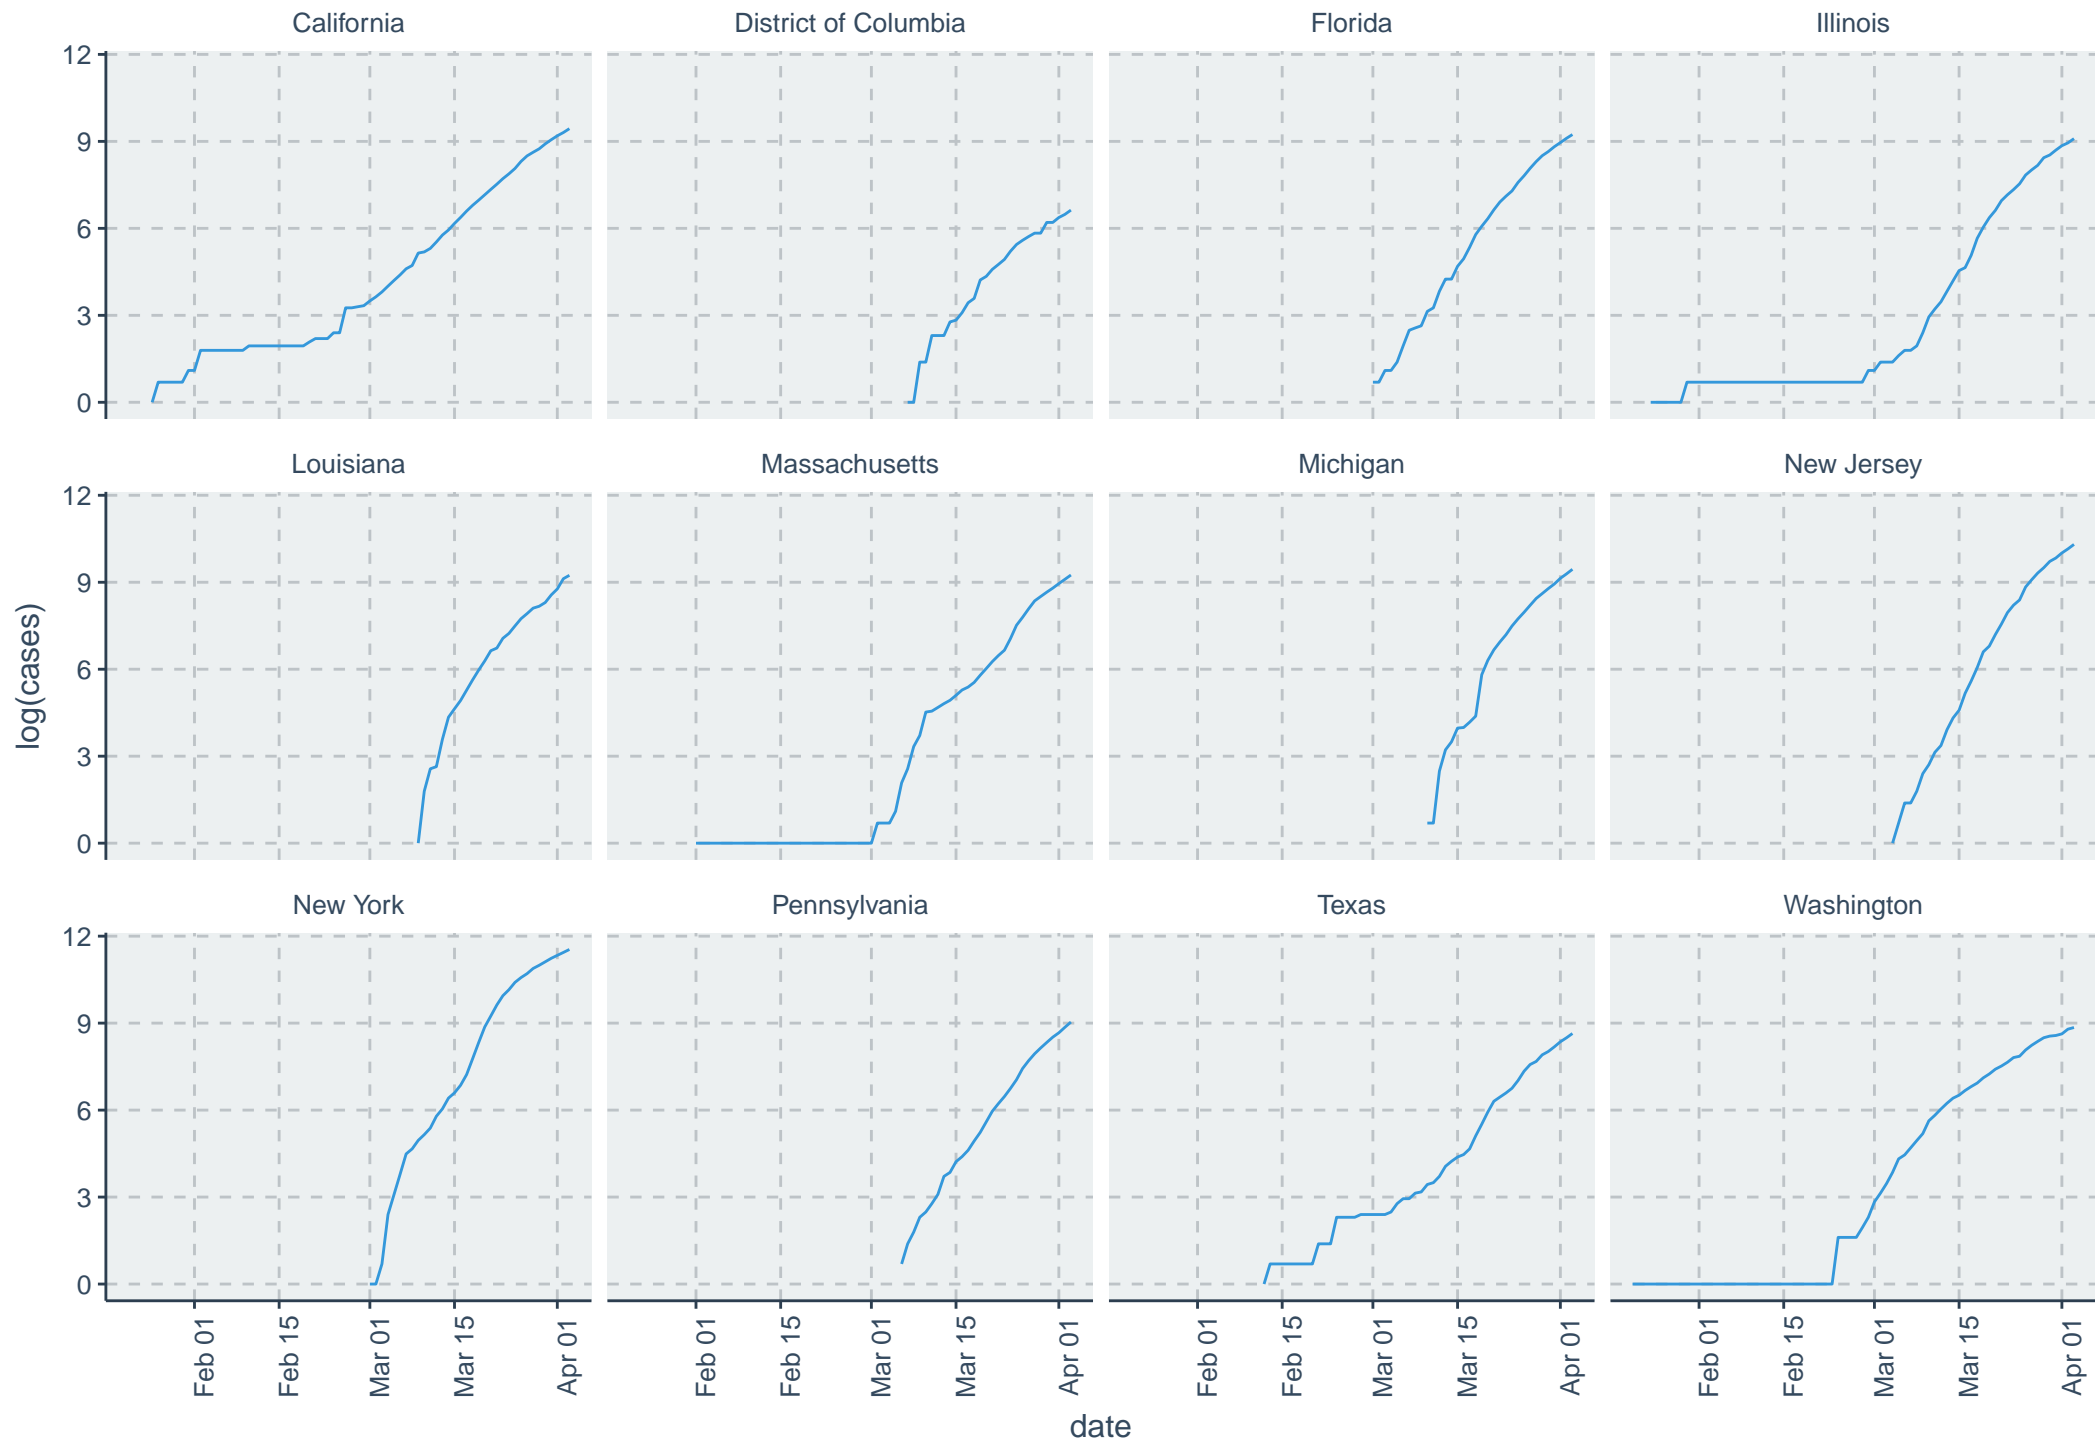 California District of Columbia Florida Illinois
12
9
6
3
0
Louisiana Massachusetts Michigan New Jersey
12
9
6
3
0
log(cases)
New York Pennsylvania Texas Washington
12
9
6
3
0
Feb 01 Feb 15 Mar 01 Mar 15 Apr 01 Feb 01 Feb 15 Mar 01 Mar 15 Apr 01 Feb 01 Feb 15 Mar 01 Mar 15 Apr 01 Feb 01 Feb 15 Mar 01 Mar 15 Apr 01
date